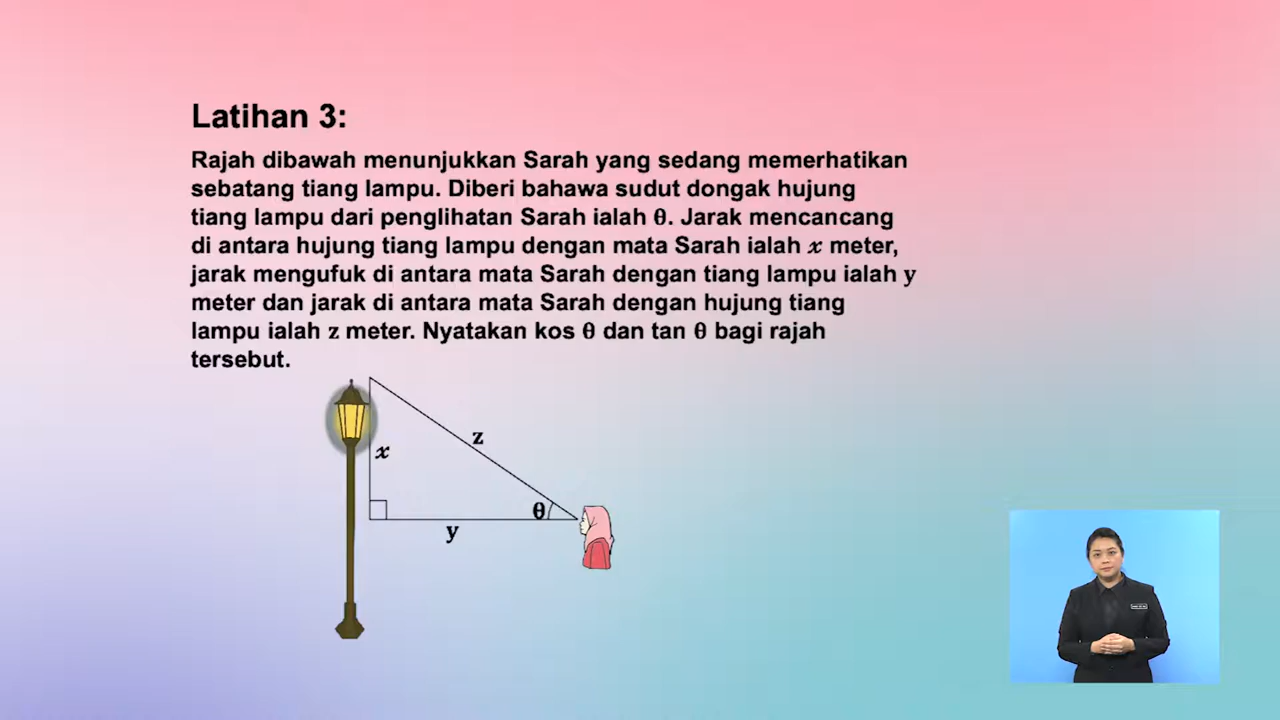 Latihan 3:
Rajah dibawah menunjukkan Sarah yang sedang memerhatikan
sebatang tiang lampu. Diberi bahawa sudut dongak hujung
tiang lampu dari penglihatan Sarah ialah θ. Jarak mencancang
di antara hujung tiang lampu dengan mata Sarah ialah x meter,
jarak mengufuk di antara mata Sarah dengan tiang lampu ialah y
meter dan jarak di antara mata Sarah dengan hujung tiang
lampu ialah z meter. Nyatakan kos θ dan tan θ bagi rajah
tersebut.
z
x
θ
y